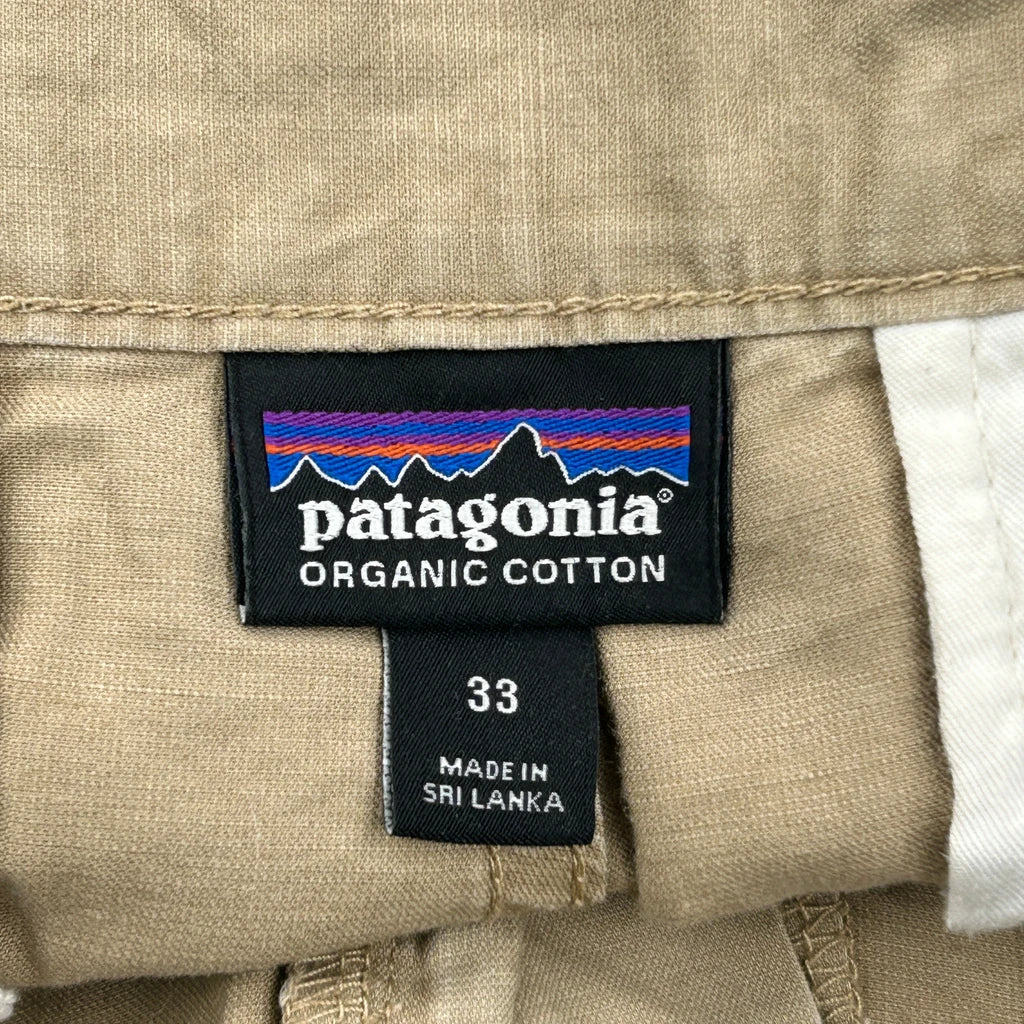 patagonia®
ORGANIC COTTON
33
MADE IN
SRI LANKA